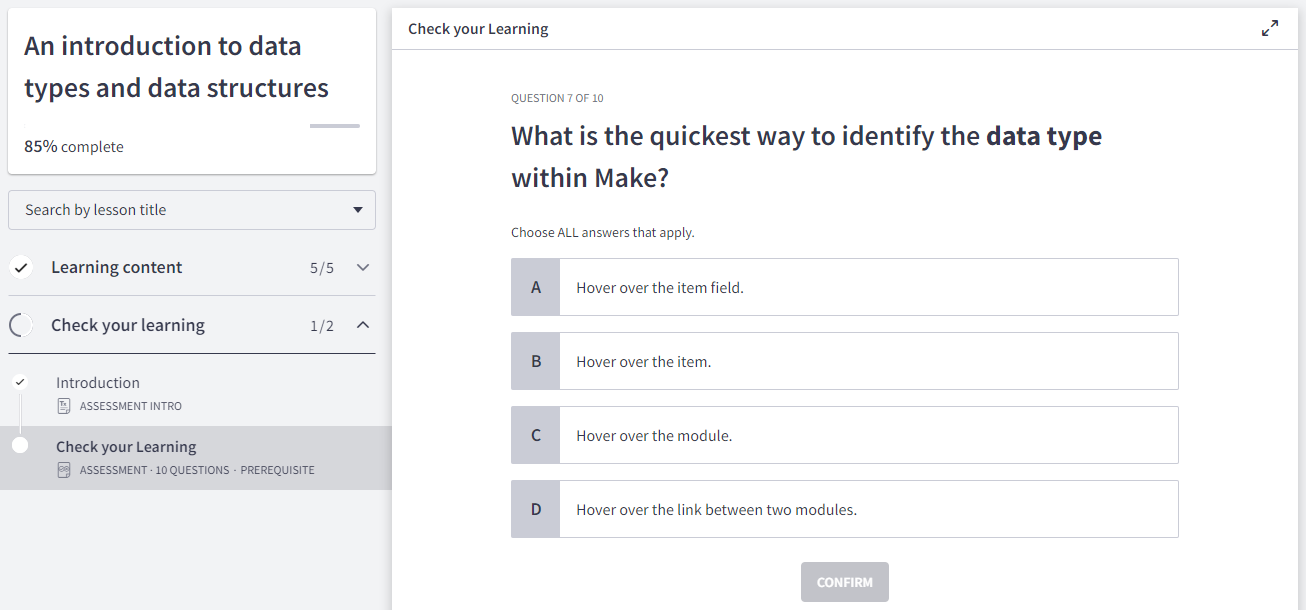 An introduction to data
types and data structures
85% complete
Search by lesson title
Learning content 5/5
Check your learning 1/2
Introduction
ASSESSMENT INTRO
Check your Learning
ASSESSMENT · 10 QUESTIONS · PREREQUISITE
Check your Learning
QUESTION 7 OF 10
What is the quickest way to identify the data type
within Make?
Choose ALL answers that apply.
A Hover over the item field.
B Hover over the item.
C Hover over the module.
D Hover over the link between two modules.
CONFIRM